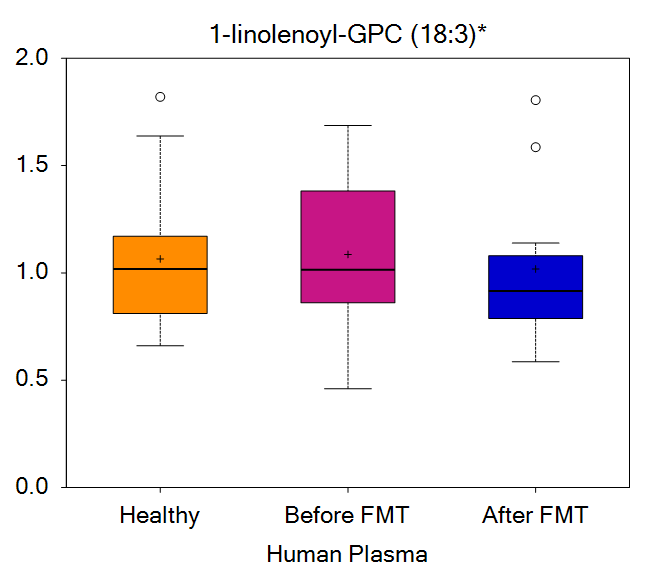 1-linolenoyl-GPC (18:3)*
2.0
1.5
1.0
0.5
0.0
Healthy Before FMT After FMT
Human Plasma